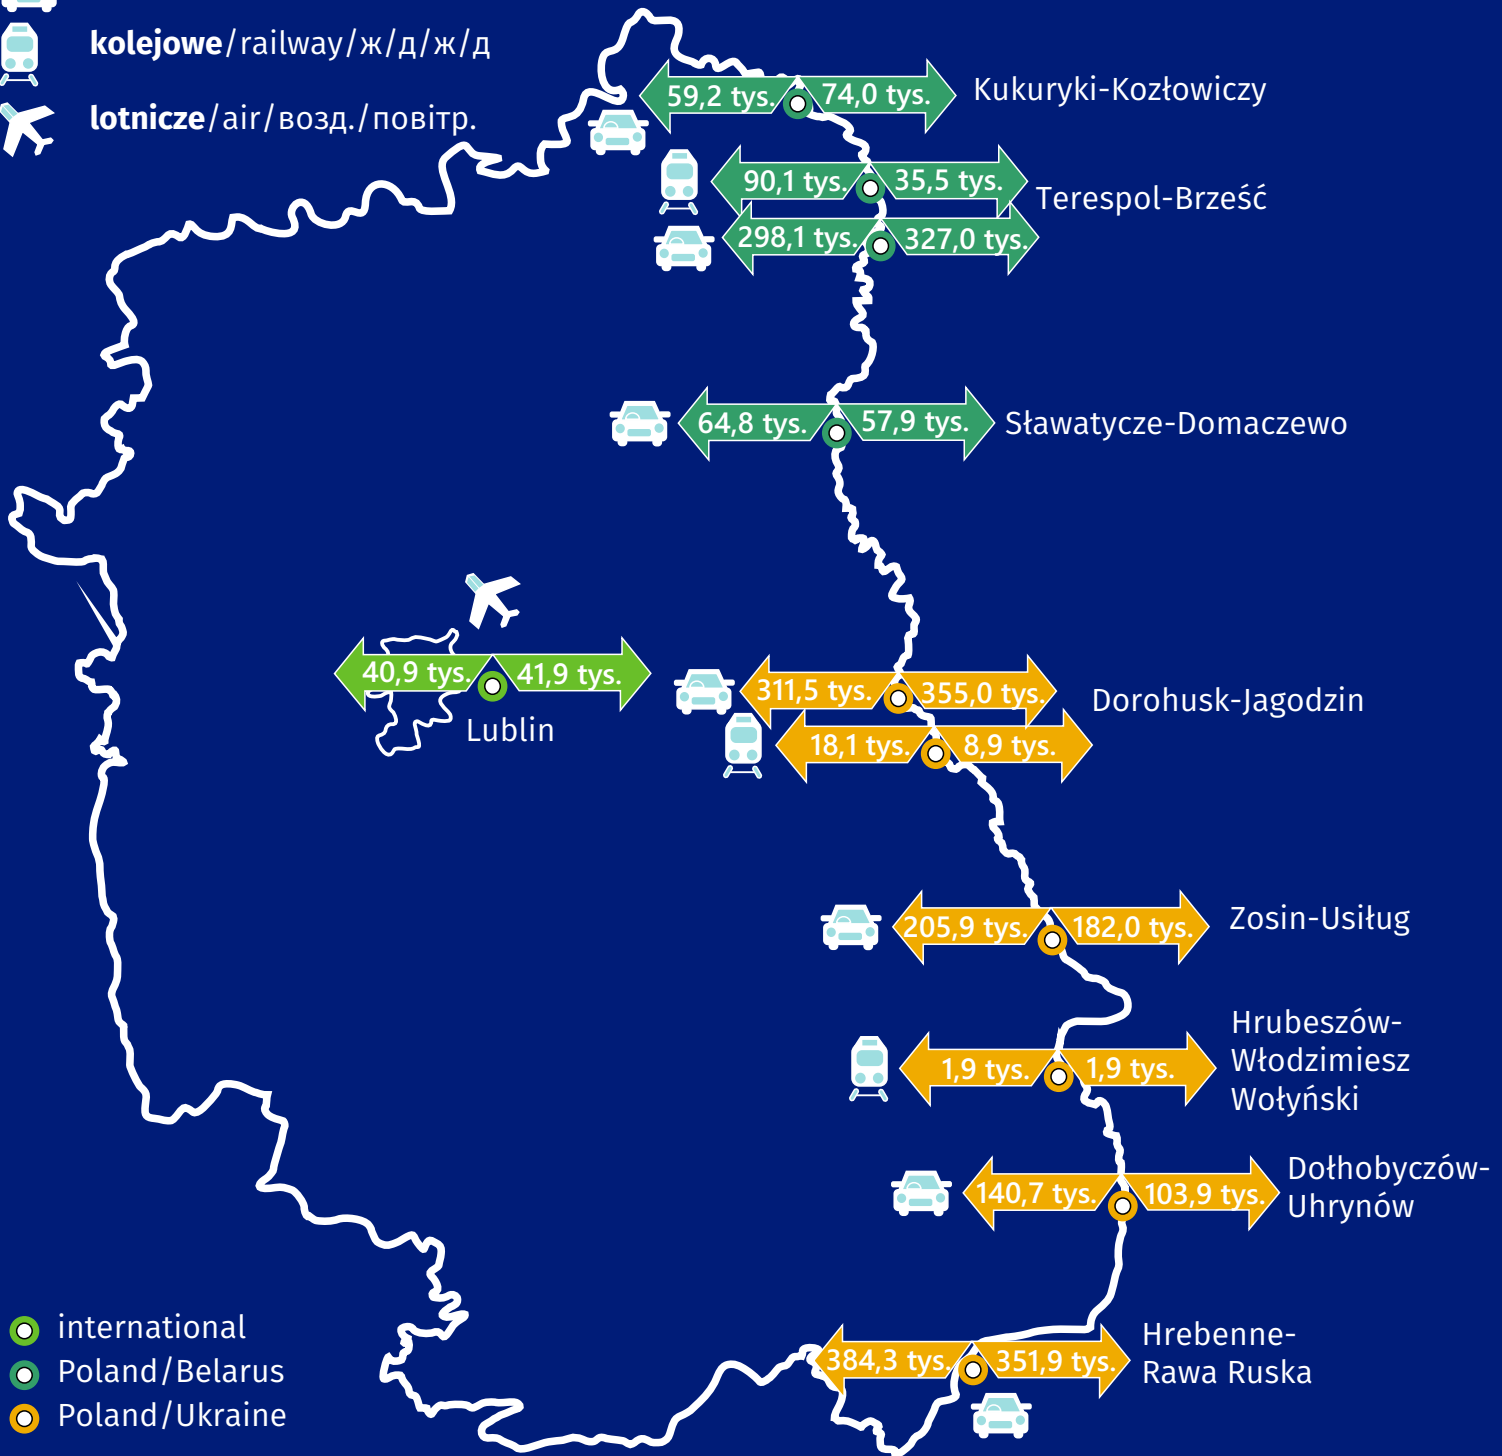 kolejowe/railway/ж/д/ж/д
lotnicze/air/возд./повітр.
59,2 tys. 74,0 tys. Kukuryki-Kozłowiczy
90,1 tys. 35,5 tys.
Terespol-Brześć
298,1 tys. 327,0 tys.
64,8 tys. 57,9 tys. Sławatycze-Domaczewo
40,9 tys. 41,9 tys.
Lublin
311,5 tys. 355,0 tys. Dorohusk-Jagodzin
18,1 tys. 8,9 tys.
205,9 tys. 182,0 tys. Zosin-Usiług
1,9 tys. 1,9 tys.
Hrubeszów-
Włodzimiesz
Wołyński
140,7 tys. 103,9 tys.
Dołhobyczów-
Uhrynów
384,3 tys. 351,9 tys.
Hrebenne-
Rawa Ruska
international
Poland/Belarus
Poland/Ukraine